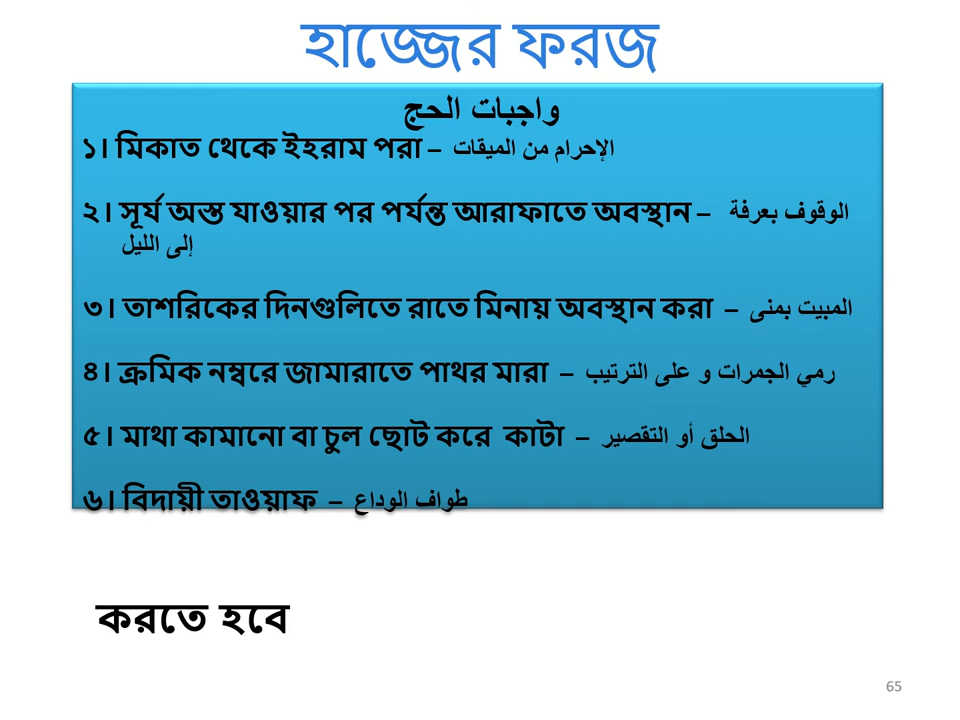 হাজ্জের ফরজ
واجبات الحج
১। মিকাত থেকে ইহরাম পরা – الإحرام من الميقات
২। সূর্য অস্ত যাওয়ার পর পর্যন্ত আরাফাতে অবস্থান – الوقوف بعرفة
إلى الليل
৩। তাশরিকের দিনগুলিতে রাতে মিনায় অবস্থান করা – المبيت بمنى
৪। ক্রমিক নম্বরে জামারাতে পাথর মারা – رمي الجمرات و على الترتيب
৫। মাথা কামানো বা চুল ছোট করে কাটা – الحلق أو التقصير
৬। বিদায়ী তাওয়াফ – طواف الوداع
করতে হবে
65